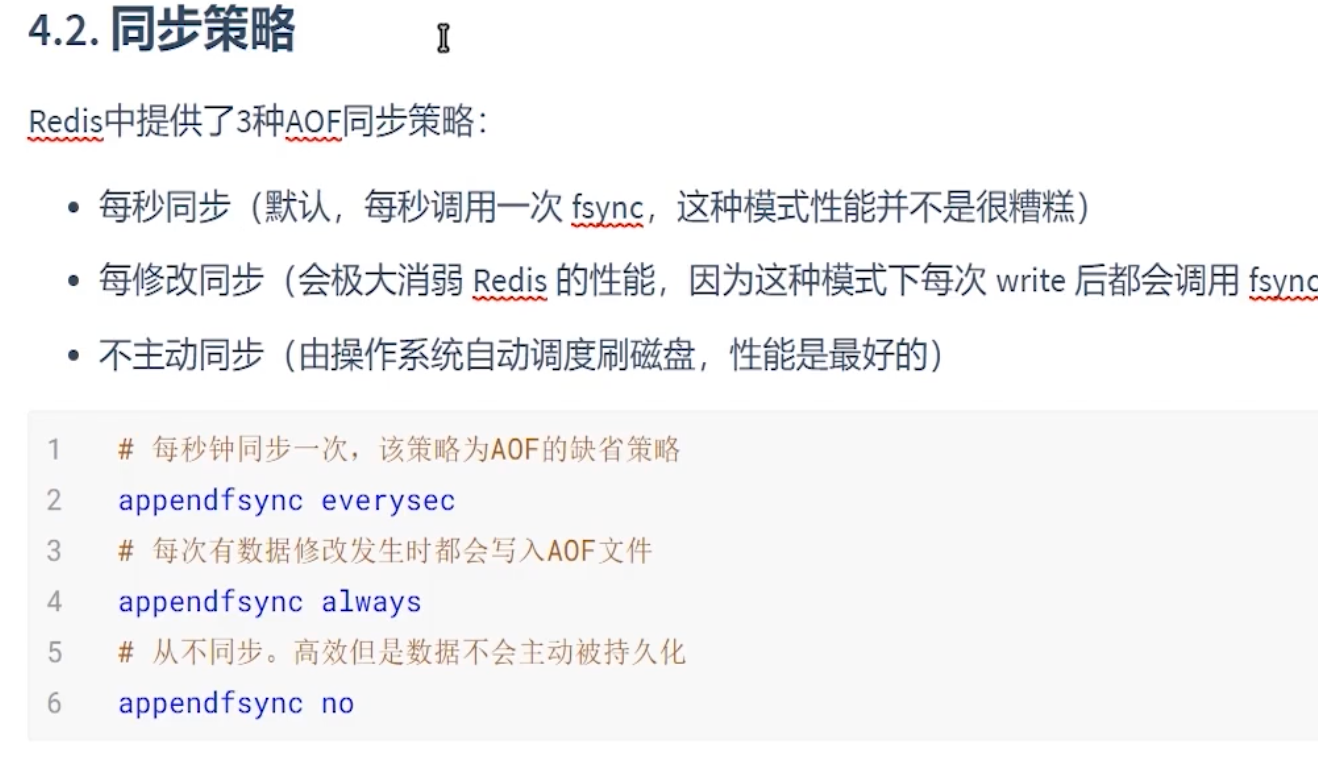 4.2. 同步策略
Redis中提供了3种AOF同步策略：
• 每秒同步（默认，每秒调用一次 fsync，这种模式性能并不是很糟糕）
• 每修改同步（会极大消弱 Redis 的性能，因为这种模式下每次 write 后都会调用 fsync
• 不主动同步（由操作系统自动调度刷磁盘，性能是最好的）
1 # 每秒钟同步一次，该策略为AOF的缺省策略
2 appendfsync everysec
3 # 每次有数据修改发生时都会写入AOF文件
4 appendfsync always
5 # 从不同步。高效但是数据不会主动被持久化
6 appendfsync no